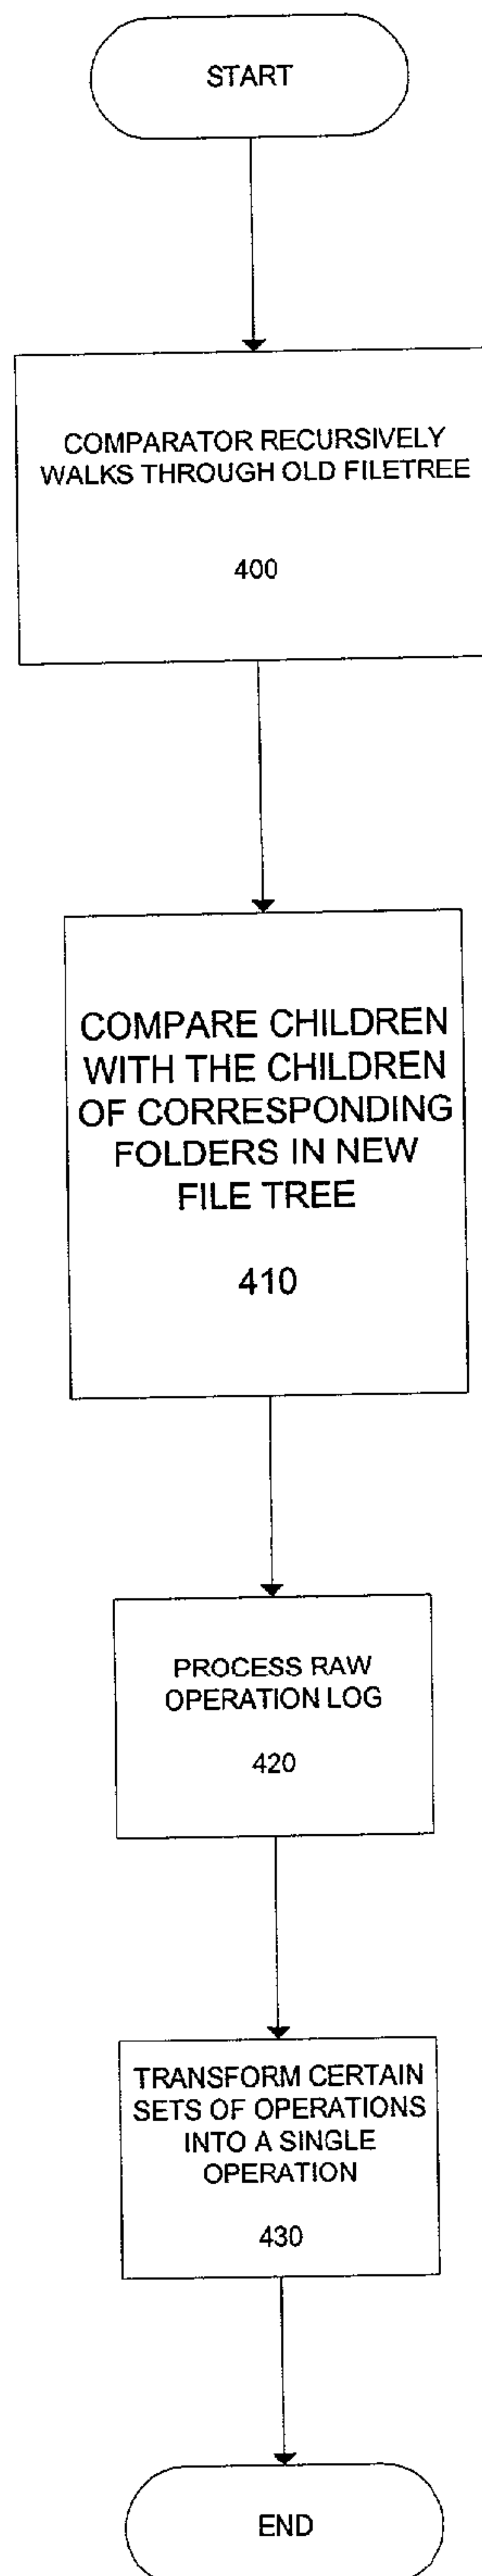 START
COMPARATOR RECURSIVELY
WALKS THROUGH OLD FILETREE
400
COMPARE CHILDREN
WITH THE CHILDREN
OF CORRESPONDING
FOLDERS IN NEW
FILE TREE
410
PROCESS RAW
OPERATION LOG
420
TRANSFORM CERTAIN
SETS OF OPERATIONS
INTO A SINGLE
OPERATION
430
END